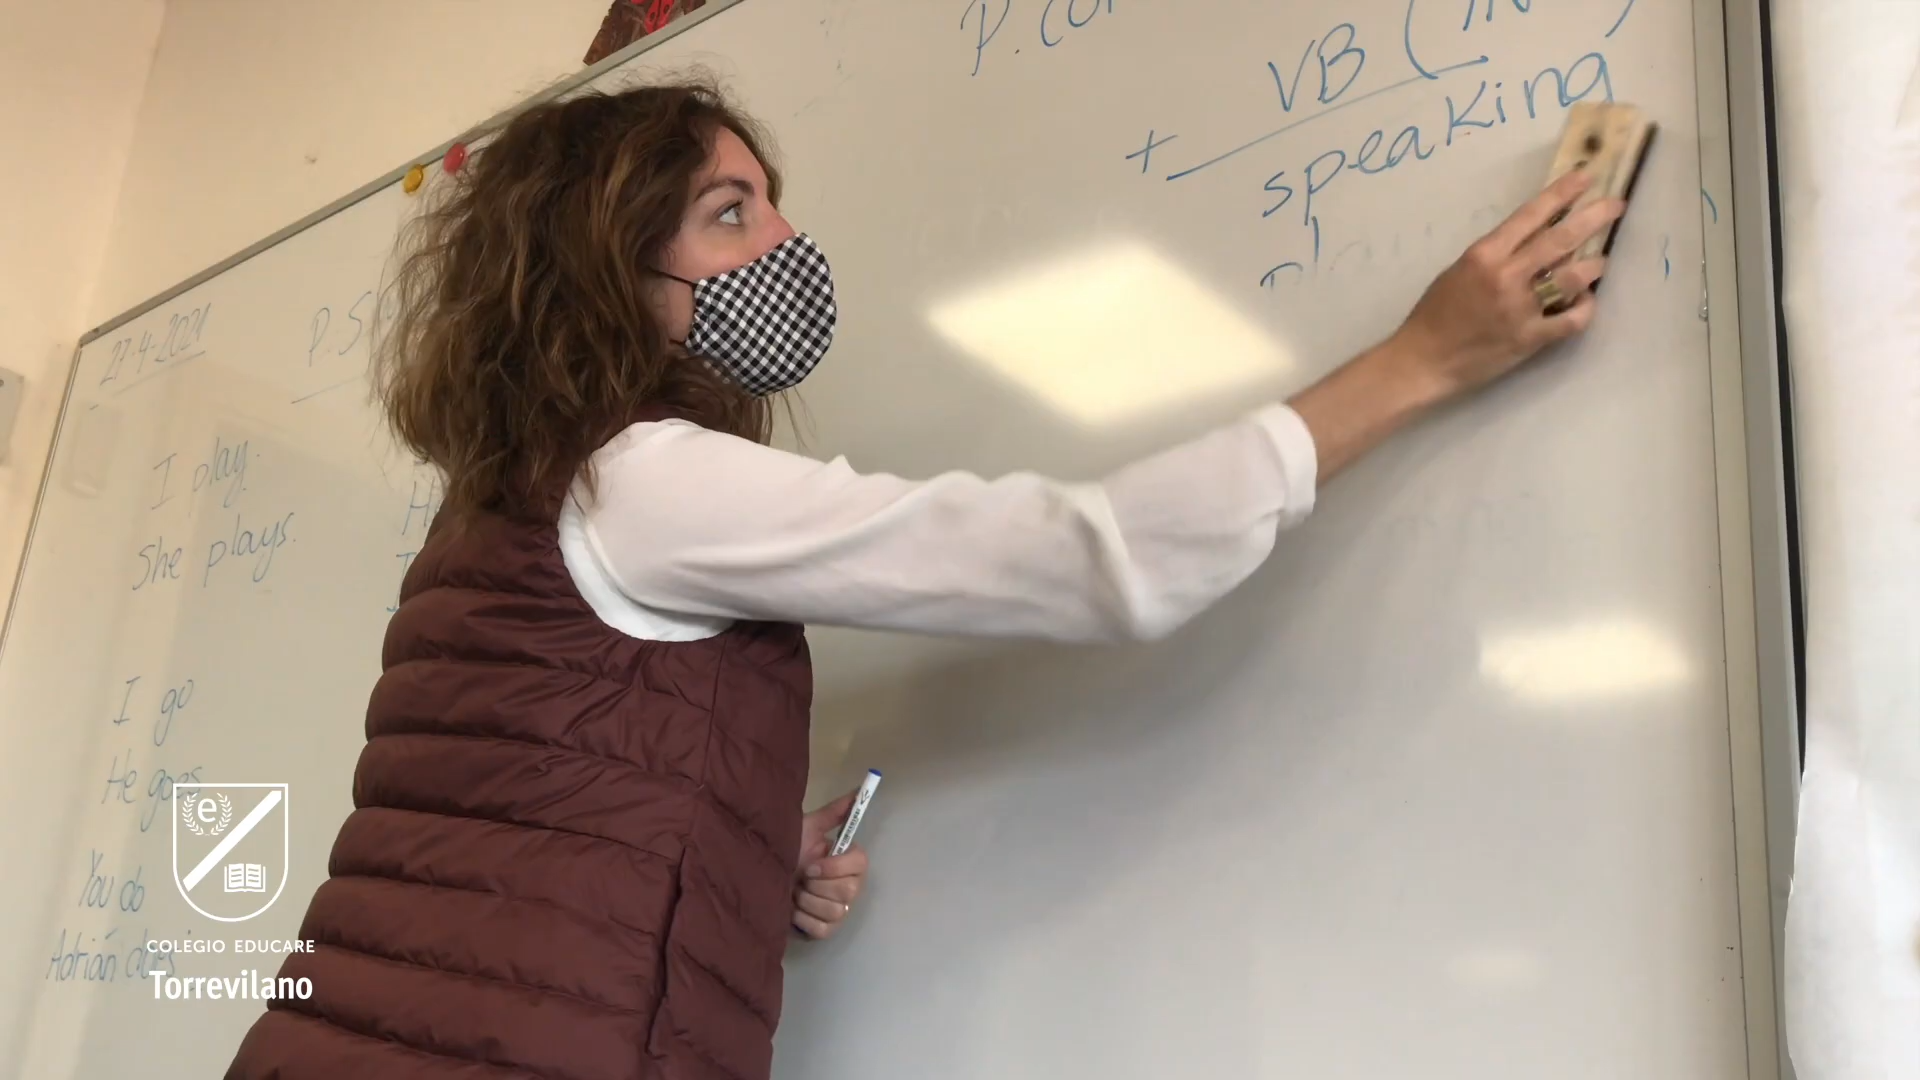 27-4-2021
P.S
I play.
She plays.
I go
He goes
You do
Adrián does
P. Con
VB (IN
+
speaking
e
COLEGIO EDUCARE
Torrevilano